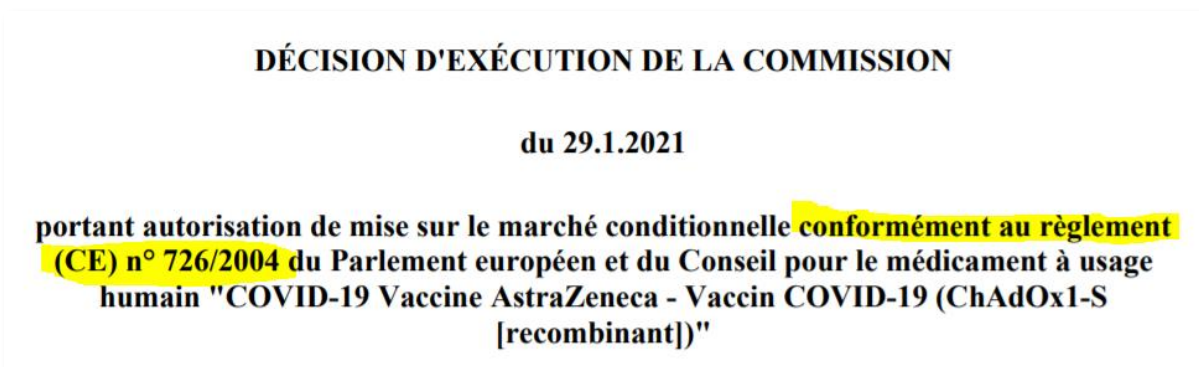 DÉCISION D'EXÉCUTION DE LA COMMISSION
du 29.1.2021
portant autorisation de mise sur le marché conditionnelle conformément au règlement
(CE) n° 726/2004 du Parlement européen et du Conseil pour le médicament à usage
humain "COVID-19 Vaccine AstraZeneca - Vaccin COVID-19 (ChAdOx1-S
[recombinant])"